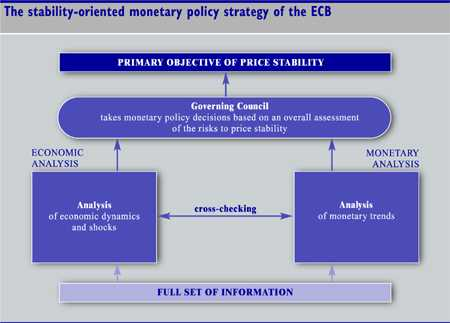 The stability-oriented monetary policy strategy of the ECB
PRIMARY OBJECTIVE OF PRICE STABILITY
Governing Council
takes monetary policy decisions based on an overall assessment
of the risks to price stability
ECONOMIC
ANALYSIS
MONETARY
ANALYSIS
Analysis
of economic dynamics
and shocks
cross-checking
Analysis
of monetary trends
FULL SET OF INFORMATION